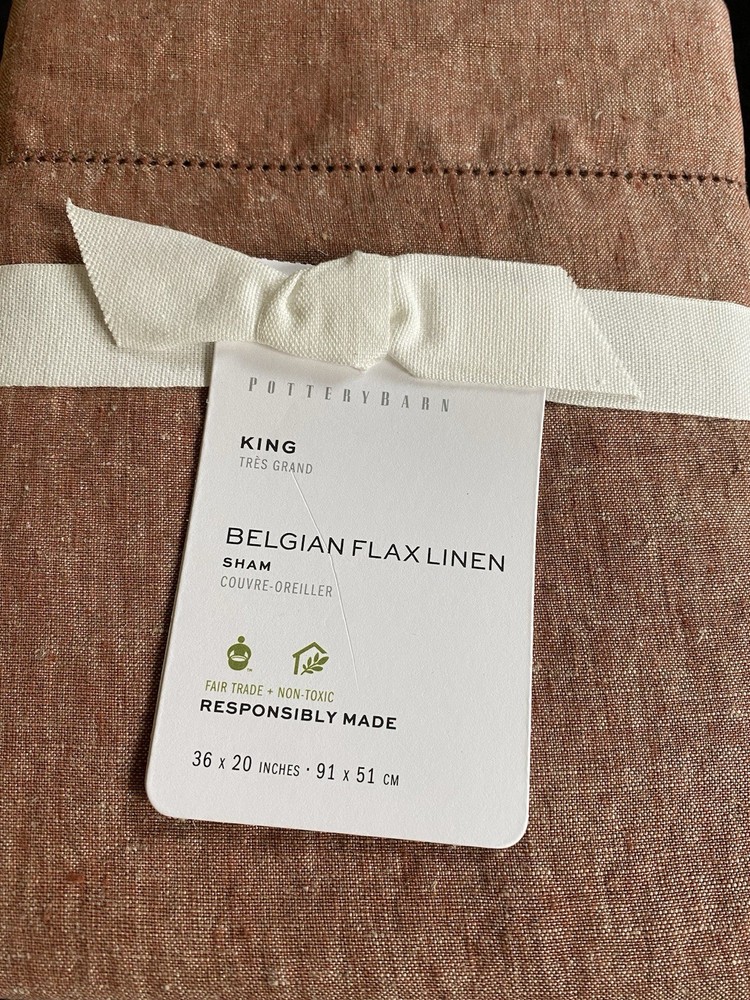 POTTERYBARN
KING
TRÈS GRAND
BELGIAN FLAX LINEN
SHAM
COUVRE-OREILLER
FAIR TRADE + NON-TOXIC
RESPONSIBLY MADE
36 x 20 INCHES · 91 x 51 CM